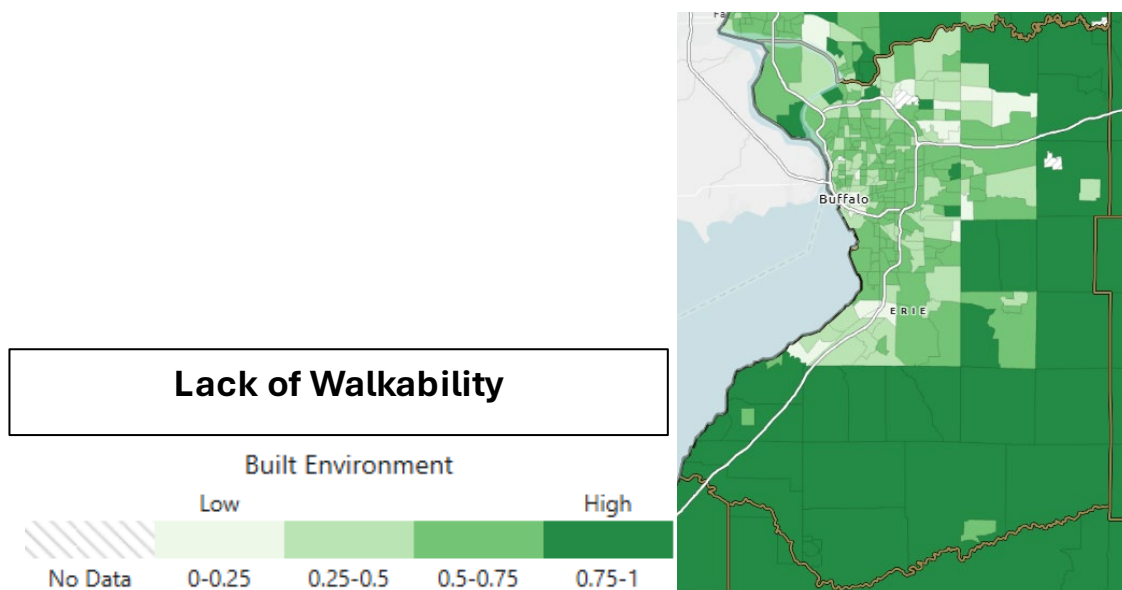 Fa
Buffalo
ERIE
Lack of Walkability
Built Environment
Low High
No Data 0-0.25 0.25-0.5 0.5-0.75 0.75-1